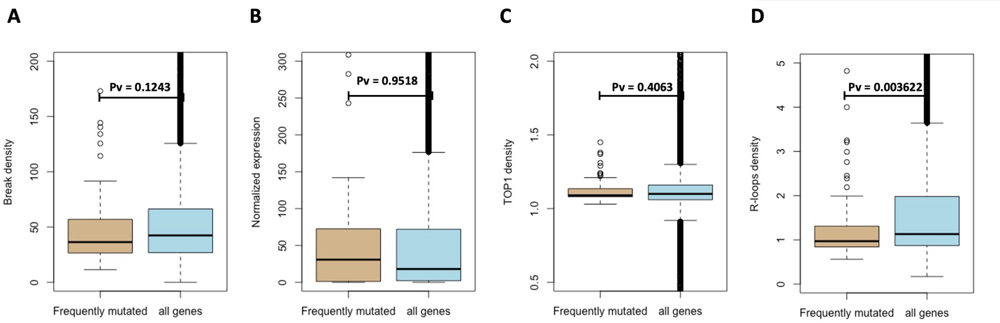 A
B
C
D
Break density
200
150
100
50
0
Pv = 0.1243
Frequently mutated
all genes
Normalized expression
300
250
200
150
100
50
0
Pv = 0.9518
Frequently mutated
all genes
TOP1 density
2.0
1.5
1.0
0.5
Pv = 0.4063
Frequently mutated
all genes
R-loops density
5
4
3
2
1
0
Pv = 0.003622
Frequently mutated
all genes